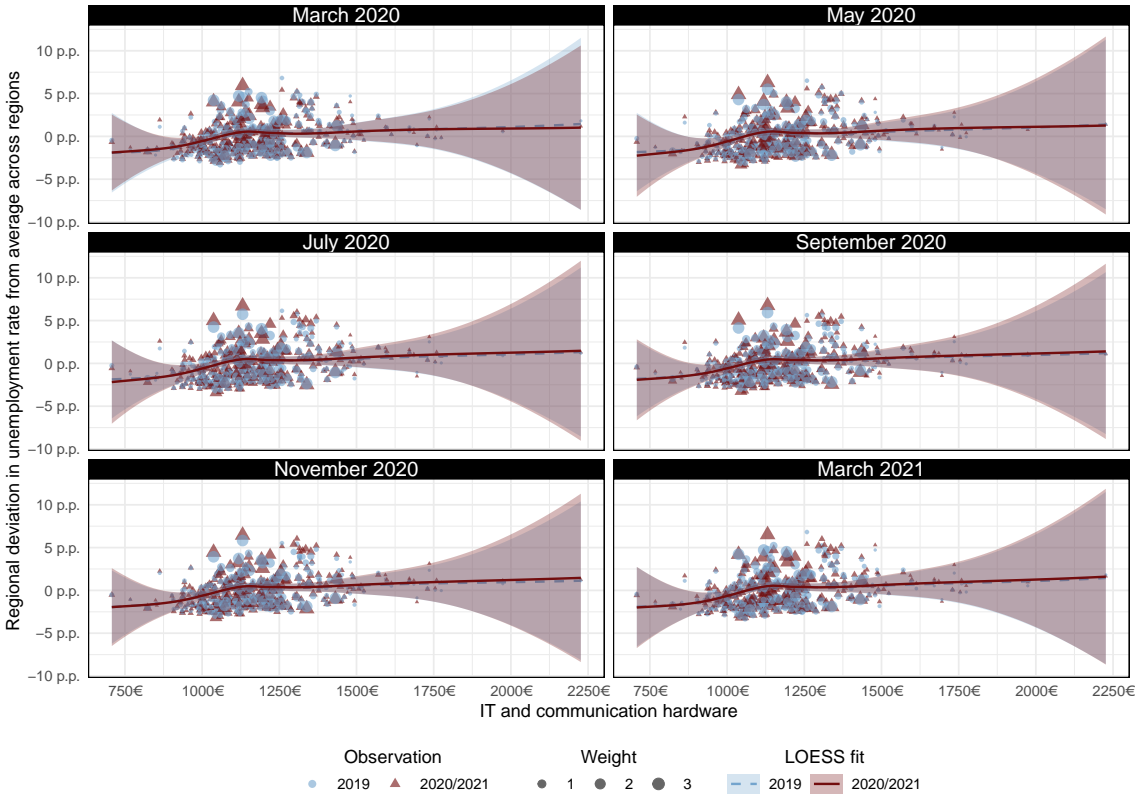 March 2020
May 2020
10 p.p.
5 p.p.
0 p.p.
−5 p.p.
−10 p.p.
July 2020
September 2020
10 p.p.
5 p.p.
0 p.p.
−5 p.p.
−10 p.p.
November 2020
March 2021
10 p.p.
5 p.p.
0 p.p.
−5 p.p.
−10 p.p.
Regional deviation in unemployment rate from average across regions
750€ 1000€ 1250€ 1500€ 1750€ 2000€ 2250€ 750€ 1000€ 1250€ 1500€ 1750€ 2000€ 2250€
IT and communication hardware
Observation Weight LOESS fit
2019 2020/2021 1 2 3 2019 2020/2021